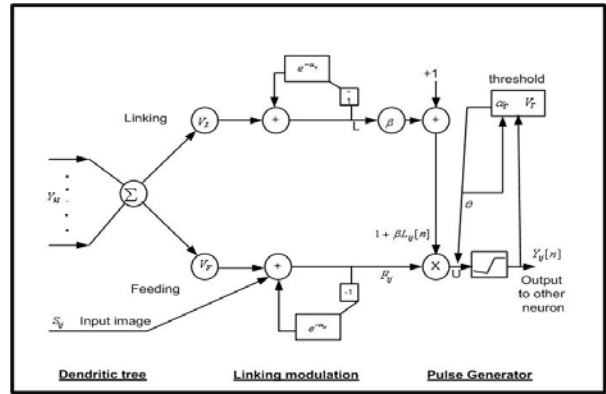 threshold
+1
Linking
V_L
+
-1
L
β
+
α_T V_T
θ
Y_kl
Σ
1 + βL_ij[n]
Y_ij[n]
V_F
+
F_ij
X
U
Feeding
-1
Output
to other
neuron
S_ij Input image
Dendritic tree
Linking modulation
Pulse Generator